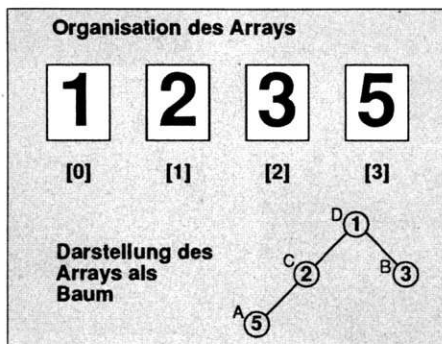 Organisation des Arrays
1 2 3 5
[0] [1] [2] [3]
Darstellung des
Arrays als
Baum
D 1
C 2 B 3
A 5